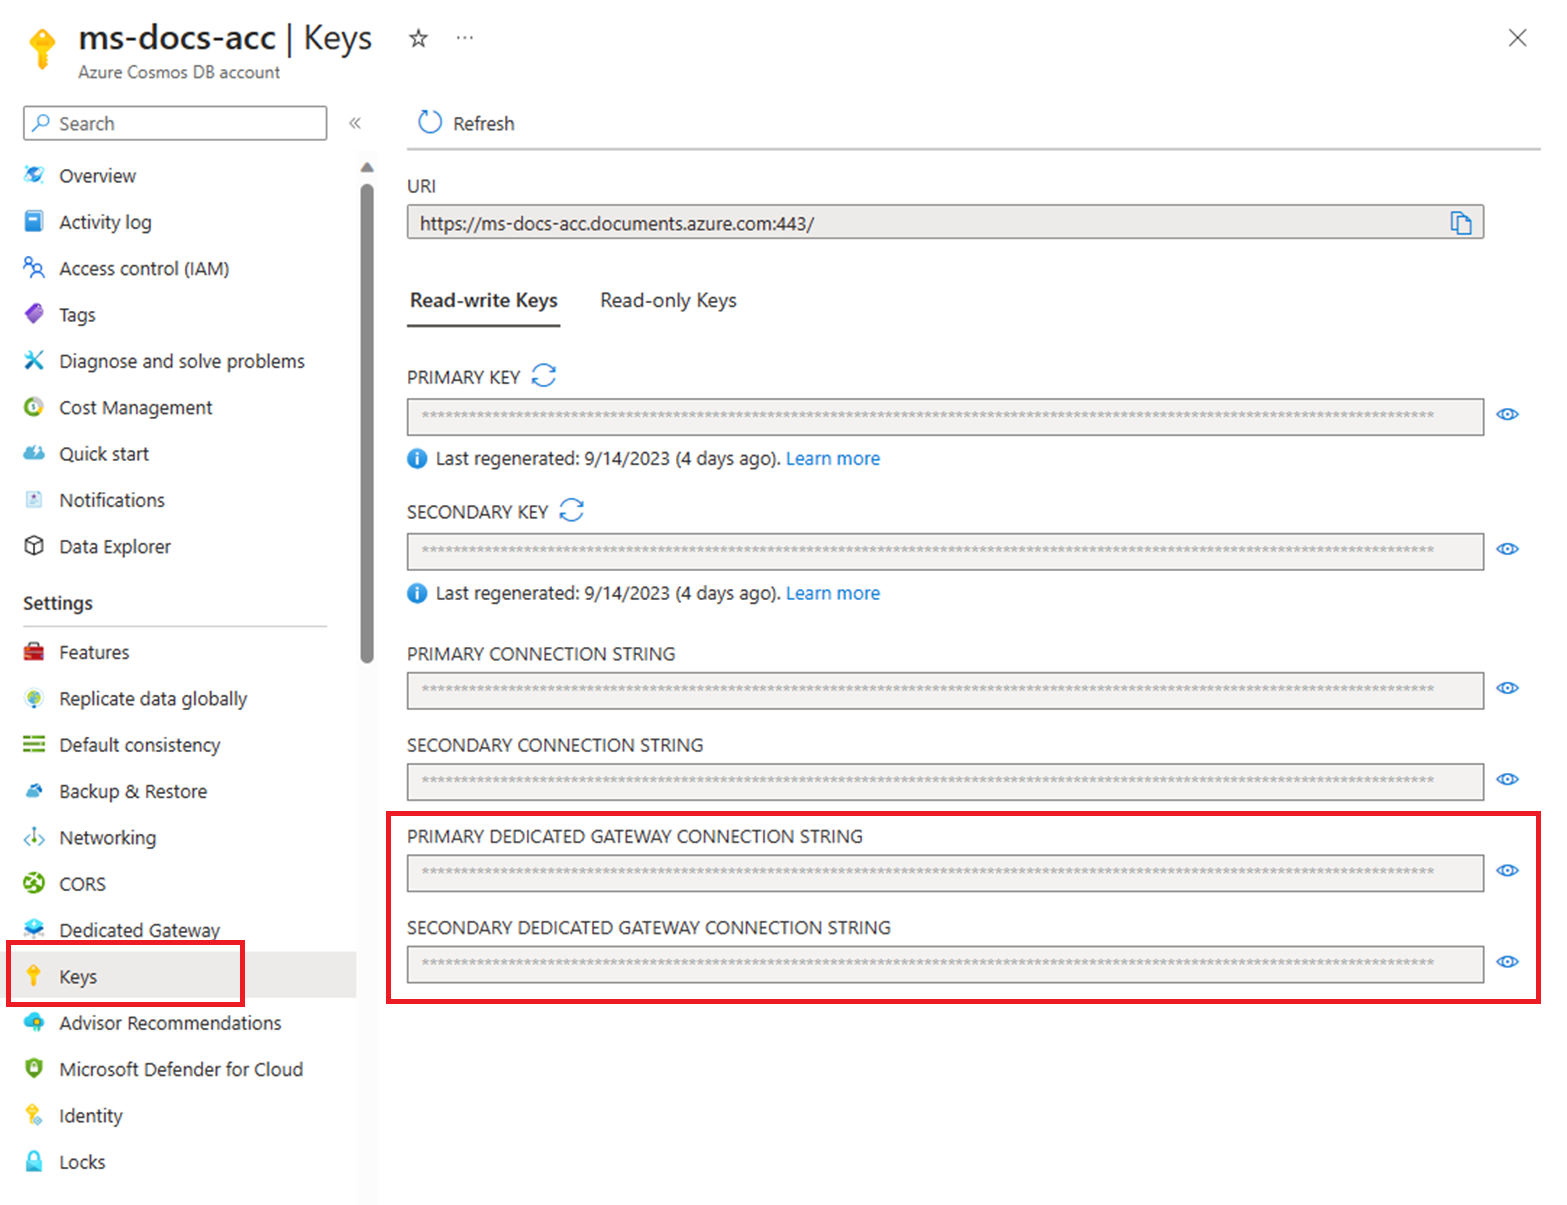 ms-docs-acc | Keys
Azure Cosmos DB account
Search
Overview
Activity log
Access control (IAM)
Tags
Diagnose and solve problems
Cost Management
Quick start
Notifications
Data Explorer
Settings
Features
Replicate data globally
Default consistency
Backup & Restore
Networking
CORS
Dedicated Gateway
Keys
Advisor Recommendations
Microsoft Defender for Cloud
Identity
Locks
Refresh
URI
https://ms-docs-acc.documents.azure.com:443/
Read-write Keys Read-only Keys
PRIMARY KEY
Last regenerated: 9/14/2023 (4 days ago). Learn more
SECONDARY KEY
Last regenerated: 9/14/2023 (4 days ago). Learn more
PRIMARY CONNECTION STRING
SECONDARY CONNECTION STRING
PRIMARY DEDICATED GATEWAY CONNECTION STRING
SECONDARY DEDICATED GATEWAY CONNECTION STRING